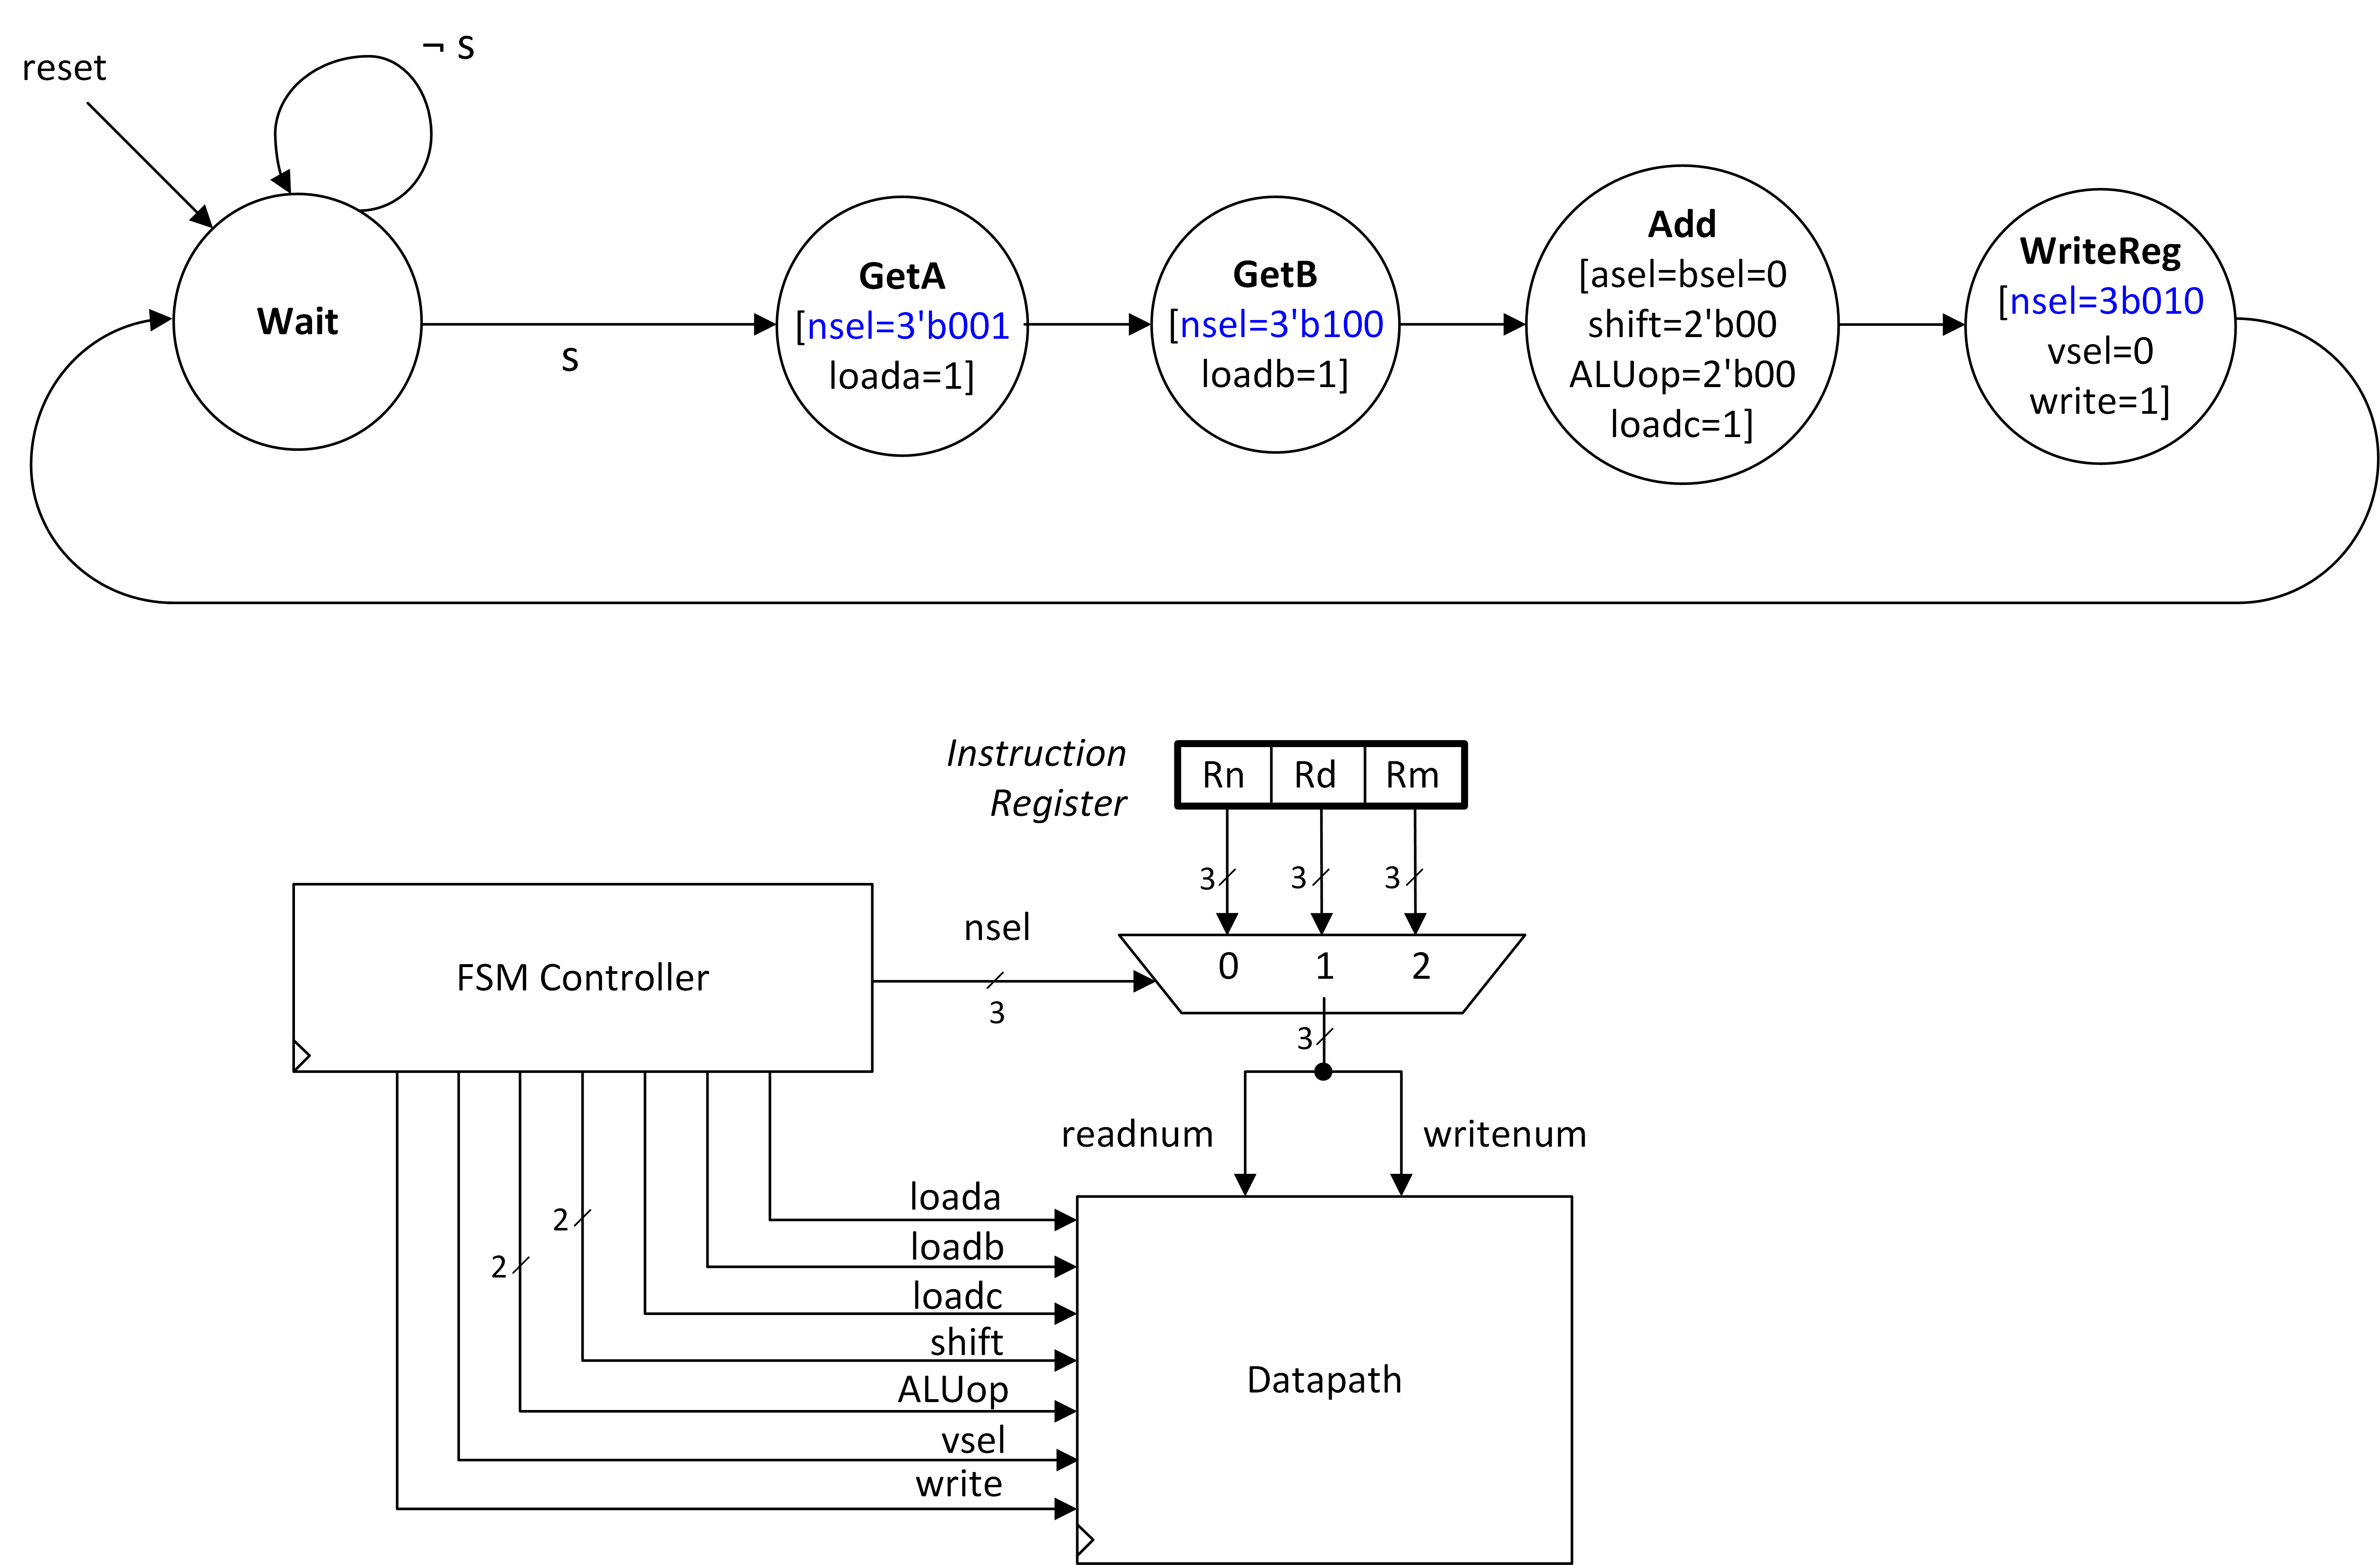 reset
¬ s
Wait
s
GetA
[nsel=3'b001
loada=1]
GetB
[nsel=3'b100
loadb=1]
Add
[asel=bsel=0
shift=2'b00
ALUop=2'b00
loadc=1]
WriteReg
[nsel=3b010
vsel=0
write=1]
Instruction
Register
Rn Rd Rm
3 3 3
FSM Controller
nsel
3
0 1 2
3
readnum writenum
loada
2
loadb
2
loadc
shift
ALUop
vsel
write
Datapath